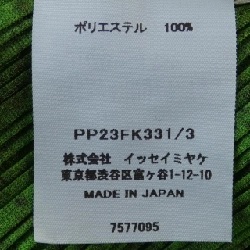 ポリエステル 100%
PP23FK331/3
株式会社 イッセイミヤケ
東京都渋谷区富ヶ谷1-12-10
MADE IN JAPAN
7577095